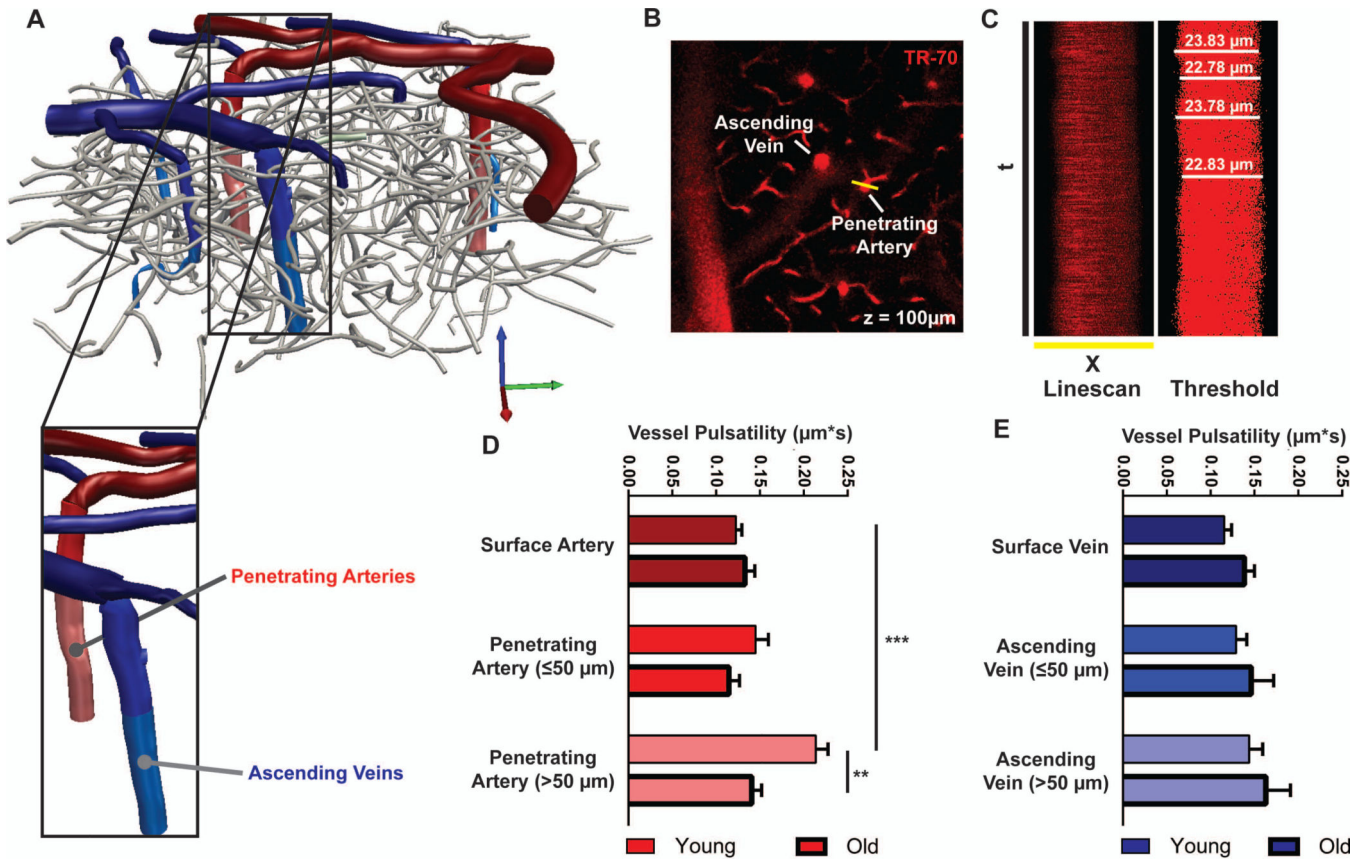 A
Penetrating Arteries
Ascending Veins
B
TR-70
Ascending
Vein
Penetrating
Artery
z = 100µm
C
t
23.83 µm
22.78 µm
23.78 µm
22.83 µm
X
Linescan
Threshold
D
Vessel Pulsatility (µm*s)
0.00
0.05
0.10
0.15
0.20
0.25
Surface Artery
Penetrating
Artery (≤50 µm)
Penetrating
Artery (>50 µm)
***
**
Young
Old
E
Vessel Pulsatility (µm*s)
0.00
0.05
0.10
0.15
0.20
0.25
Surface Vein
Ascending
Vein (≤50 µm)
Ascending
Vein (>50 µm)
Young
Old